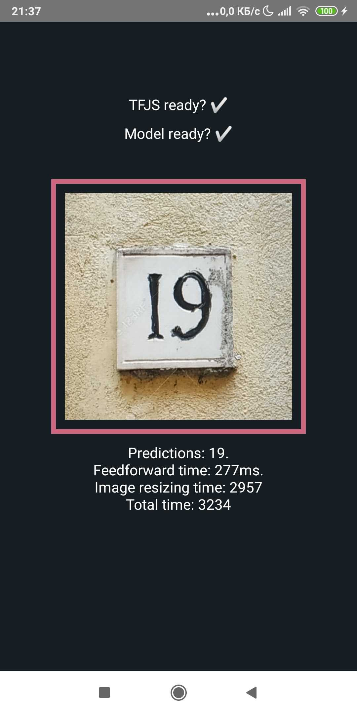 21:37 ...0,0 КБ/с 100
TFJS ready? ✔
Model ready? ✔
19
Predictions: 19.
Feedforward time: 277ms.
Image resizing time: 2957
Total time: 3234